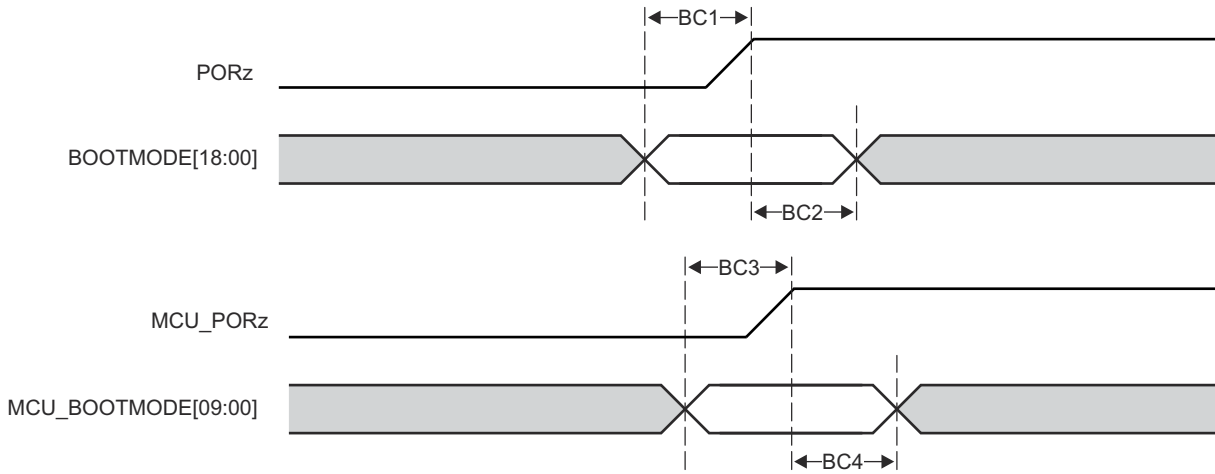 BC1
PORz
BOOTMODE[18:00]
BC2
BC3
MCU_PORz
MCU_BOOTMODE[09:00]
BC4